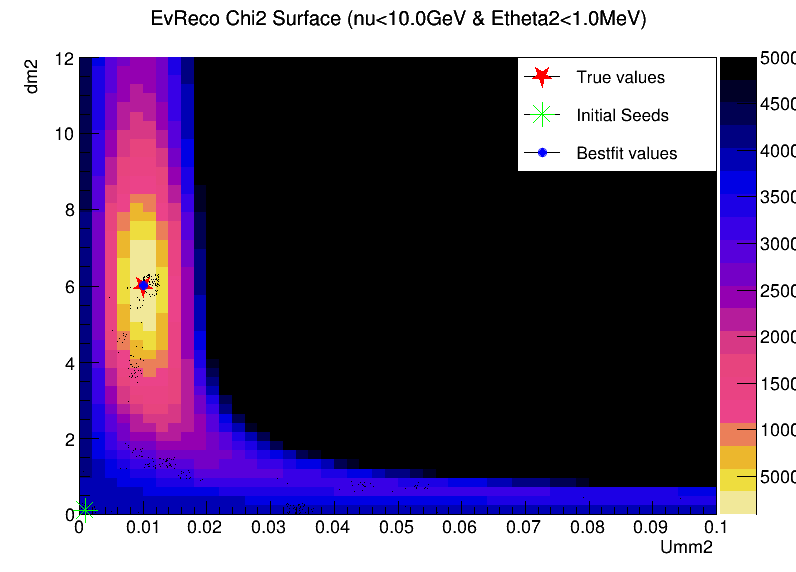 EvReco Chi2 Surface (nu<10.0GeV & Etheta2<1.0MeV)
dm2
12
10
8
6
4
2
0
True values
Initial Seeds
Bestfit values
5000
4500
4000
3500
3000
2500
2000
1500
1000
5000
0 0.01 0.02 0.03 0.04 0.05 0.06 0.07 0.08 0.09 0.1
Umm2